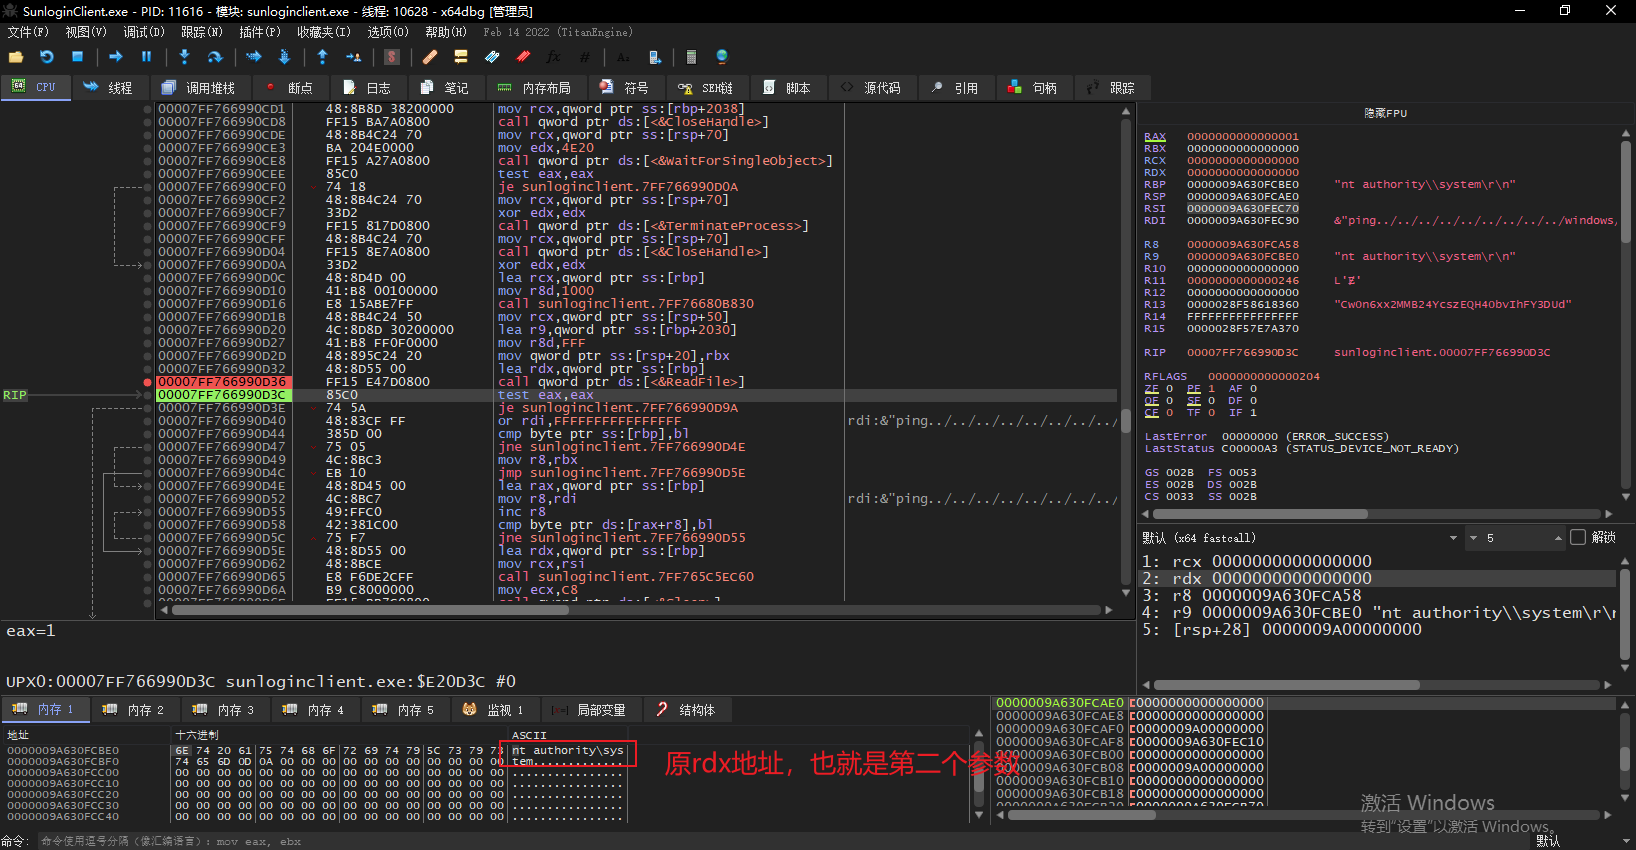 SunloginClient.exe - PID: 11616 - 模块: sunloginclient.exe - 线程: 10628 - x64dbg [管理员]
文件(F) 视图(V) 调试(D) 跟踪(N) 插件(P) 收藏夹(I) 选项(O) 帮助(H) Feb 14 2022 (TitanEngine)
CPU 线程 调用堆栈 断点 日志 笔记 内存布局 符号 SEH链 脚本 源代码 引用 句柄 跟踪
00007FF766990CD1 48:8B8D 38200000 mov rcx,qword ptr ss:[rbp+2038]
00007FF766990CD8 FF15 BA7A0800 call qword ptr ds:[<&CloseHandle>]
00007FF766990CDE 48:8B4C24 70 mov rcx,qword ptr ss:[rsp+70]
00007FF766990CE3 BA 204E0000 mov edx,4E20
00007FF766990CE8 FF15 A27A0800 call qword ptr ds:[<&WaitForSingleObject>]
00007FF766990CEE 85C0 test eax,eax
00007FF766990CF0 74 18 je sunloginclient.7FF766990D0A
00007FF766990CF2 48:8B4C24 70 mov rcx,qword ptr ss:[rsp+70]
00007FF766990CF7 33D2 xor edx,edx
00007FF766990CF9 FF15 817D0800 call qword ptr ds:[<&TerminateProcess>]
00007FF766990CFF 48:8B4C24 70 mov rcx,qword ptr ss:[rsp+70]
00007FF766990D04 FF15 8E7A0800 call qword ptr ds:[<&CloseHandle>]
00007FF766990D0A 33D2 xor edx,edx
00007FF766990D0C 48:8D4D 00 lea rcx,qword ptr ss:[rbp]
00007FF766990D10 41:B8 00100000 mov r8d,1000
00007FF766990D16 E8 15ABE7FF call sunloginclient.7FF76680B830
00007FF766990D1B 48:8B4C24 50 mov rcx,qword ptr ss:[rsp+50]
00007FF766990D20 4C:8D8D 30200000 lea r9,qword ptr ss:[rbp+2030]
00007FF766990D27 41:B8 FF0F0000 mov r8d,FFF
00007FF766990D2D 48:895C24 20 mov qword ptr ss:[rsp+20],rbx
00007FF766990D32 48:8D55 00 lea rdx,qword ptr ss:[rbp]
00007FF766990D36 FF15 E47D0800 call qword ptr ds:[<&ReadFile>]
RIP 00007FF766990D3C 85C0 test eax,eax
00007FF766990D3E 74 5A je sunloginclient.7FF766990D9A
00007FF766990D40 48:83CF FF or rdi,FFFFFFFFFFFFFFFF rdi:&"ping../../../../../../../../
00007FF766990D44 385D 00 cmp byte ptr ss:[rbp],bl
00007FF766990D47 75 05 jne sunloginclient.7FF766990D4E
00007FF766990D49 4C:8BC3 mov r8,rbx
00007FF766990D4C EB 10 jmp sunloginclient.7FF766990D5E
00007FF766990D4E 48:8D45 00 lea rax,qword ptr ss:[rbp]
00007FF766990D52 4C:8BC7 mov r8,rdi rdi:&"ping../../../../../../../../
00007FF766990D55 49:FFC0 inc r8
00007FF766990D58 42:381C00 cmp byte ptr ds:[rax+r8],bl
00007FF766990D5C 75 F7 jne sunloginclient.7FF766990D55
00007FF766990D5E 48:8D55 00 lea rdx,qword ptr ss:[rbp]
00007FF766990D62 48:8BCE mov rcx,rsi
00007FF766990D65 E8 F6DE2CFF call sunloginclient.7FF765C5EC60
00007FF766990D6A B9 C8000000 mov ecx,C8
eax=1
UPX0:00007FF766990D3C sunloginclient.exe:$E20D3C #0
隐藏FPU
RAX 0000000000000001
RBX 0000000000000000
RCX 0000000000000000
RDX 0000000000000000
RBP 0000009A630FCBE0 "nt authority\\system\r\n"
RSP 0000009A630FCAE0
RSI 0000009A630FEC70
RDI 0000009A630FEC90 &"ping../../../../../../../../../windows/
R8 0000009A630FCA58
R9 0000009A630FCBE0 "nt authority\\system\r\n"
R10 0000000000000000
R11 0000000000000246
R12 0000000000000000
R13 0000028F58618360 "Cw0n6xx2MMB24YcszEQH40bvIhFY3DUd"
R14 FFFFFFFFFFFFFFFF
R15 0000028F57E7A370
RIP 00007FF766990D3C sunloginclient.00007FF766990D3C
RFLAGS 0000000000000204
ZF 0 PF 1 AF 0
OF 0 SF 0 DF 0
CF 0 TF 0 IF 1
LastError 00000000 (ERROR_SUCCESS)
LastStatus C00000A3 (STATUS_DEVICE_NOT_READY)
GS 002B FS 0053
ES 002B DS 002B
CS 0033 SS 002B
默认 (x64 fastcall) 5 解锁
1: rcx 0000000000000000
2: rdx 0000000000000000
3: r8 0000009A630FCA58
4: r9 0000009A630FCBE0 "nt authority\\system\r\n
5: [rsp+28] 0000009A00000000
内存 1 内存 2 内存 3 内存 4 内存 5 监视 1 局部变量 结构体
地址 十六进制 ASCII
0000009A630FCBE0 6E 74 20 61 75 74 68 6F 72 69 74 79 5C 73 79 73 nt authority\sys
0000009A630FCBF0 74 65 6D 0D 0A 00 00 00 00 00 00 00 00 00 00 00 tem.............
0000009A630FCC00 00 00 00 00 00 00 00 00 00 00 00 00 00 00 00 00 ................
0000009A630FCC10 00 00 00 00 00 00 00 00 00 00 00 00 00 00 00 00 ................
0000009A630FCC20 00 00 00 00 00 00 00 00 00 00 00 00 00 00 00 00 ................
0000009A630FCC30 00 00 00 00 00 00 00 00 00 00 00 00 00 00 00 00 ................
0000009A630FCC40 00 00 00 00 00 00 00 00 00 00 00 00 00 00 00 00 ................
原rdx地址，也就是第二个参数
0000009A630FCAE0 0000000000000000
0000009A630FCAE8 0000000000000000
0000009A630FCAF0 0000000000000000
0000009A630FCAF8 0000009A630FEC10
0000009A630FCB00 0000000000000000
0000009A630FCB08 0000000000000000
0000009A630FCB10 0000000000000000
0000009A630FCB18 0000000000000000
激活 Windows
转到"设置"以激活 Windows。
命令: 命令使用逗号分隔（像汇编语言）: mov eax, ebx 默认